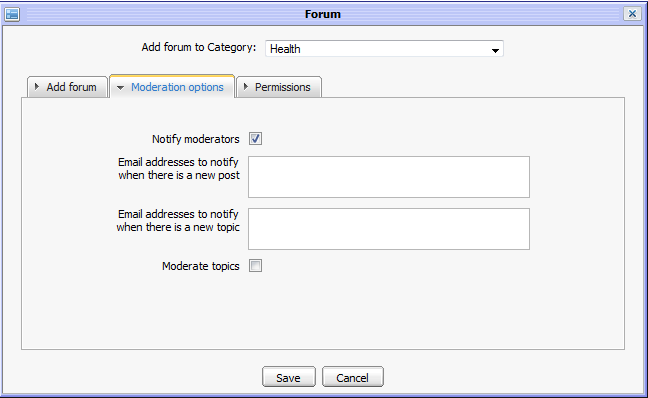 Forum
Add forum to Category: Health
Add forum Moderation options Permissions
Notify moderators
Email addresses to notify
when there is a new post
Email addresses to notify
when there is a new topic
Moderate topics
Save Cancel